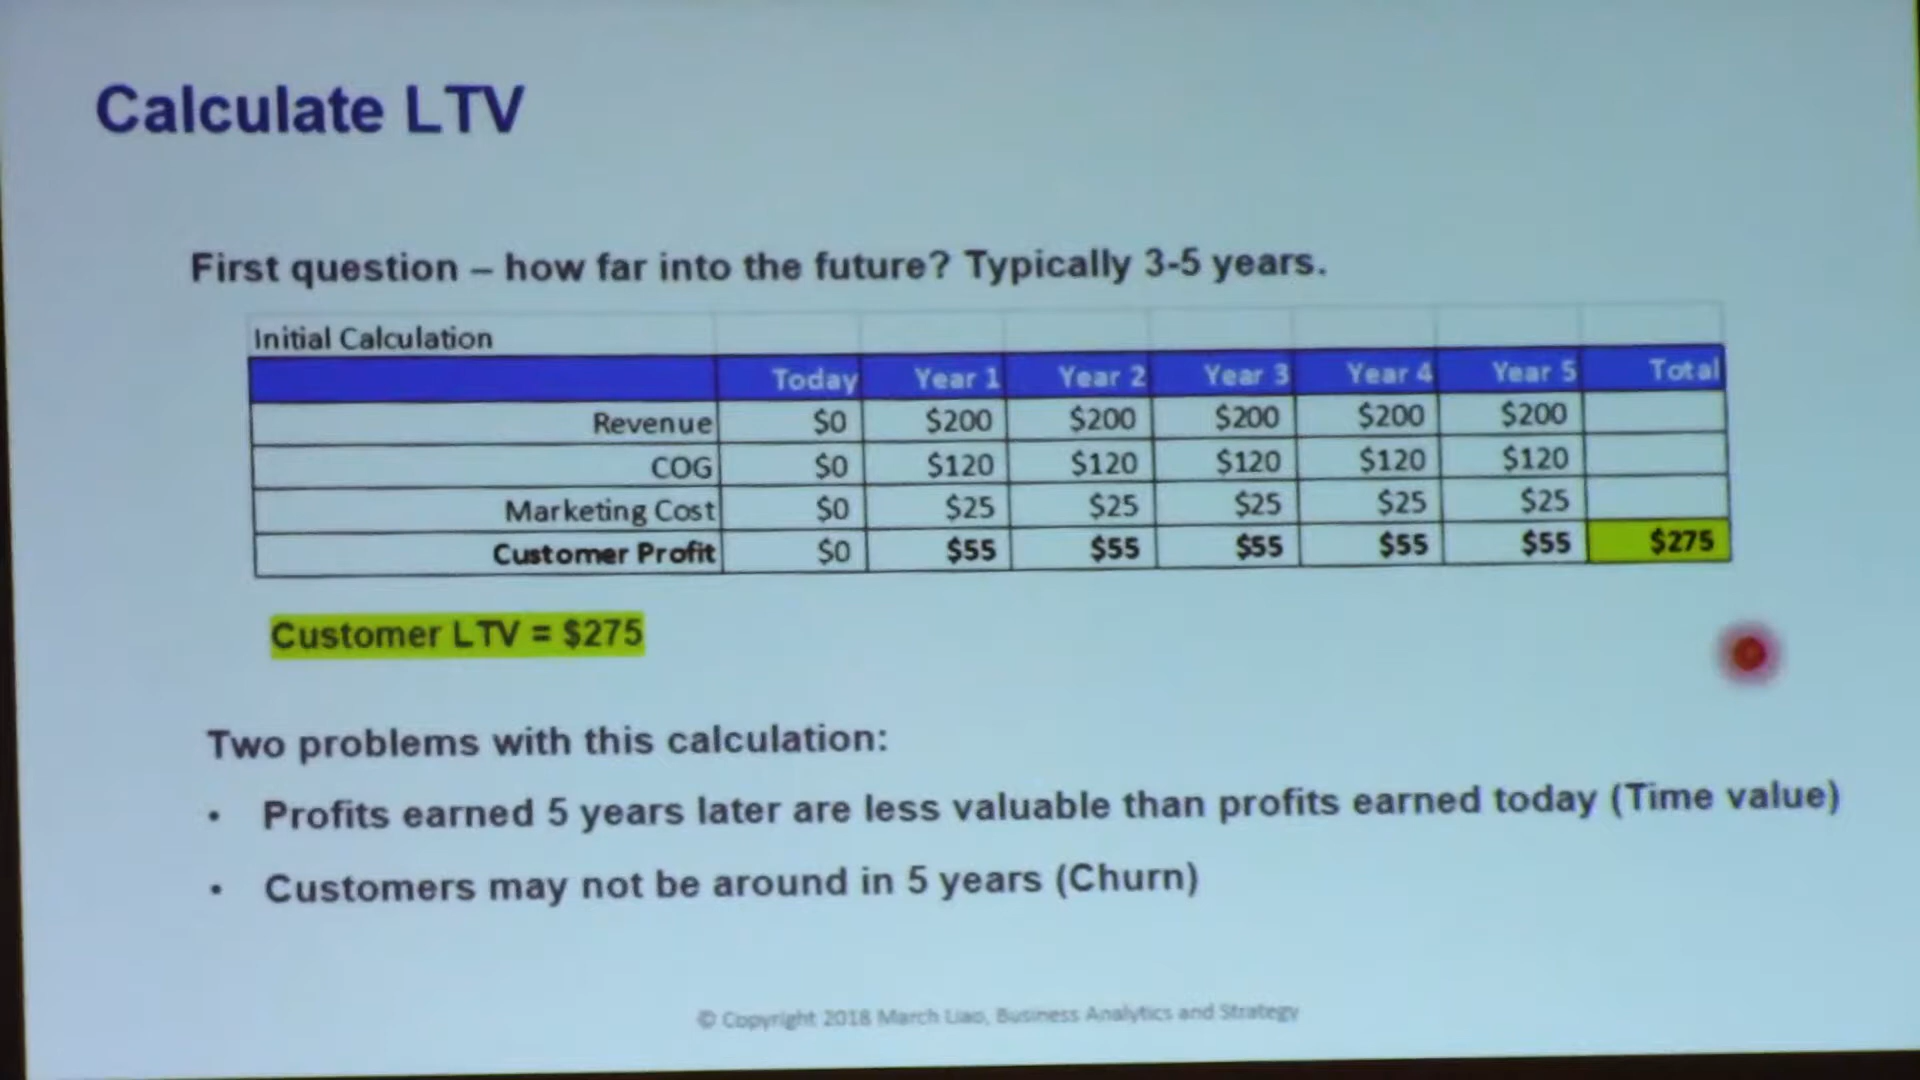 Calculate LTV
First question – how far into the future? Typically 3-5 years.
Initial Calculation
Today Year 1 Year 2 Year 3 Year 4 Year 5 Total
Revenue $0 $200 $200 $200 $200 $200
COG $0 $120 $120 $120 $120 $120
Marketing Cost $0 $25 $25 $25 $25 $25
Customer Profit $0 $55 $55 $55 $55 $55 $275
Customer LTV = $275
Two problems with this calculation:
• Profits earned 5 years later are less valuable than profits earned today (Time value)
• Customers may not be around in 5 years (Churn)
© Copyright 2018 March Liao, Business Analytics and Strategy